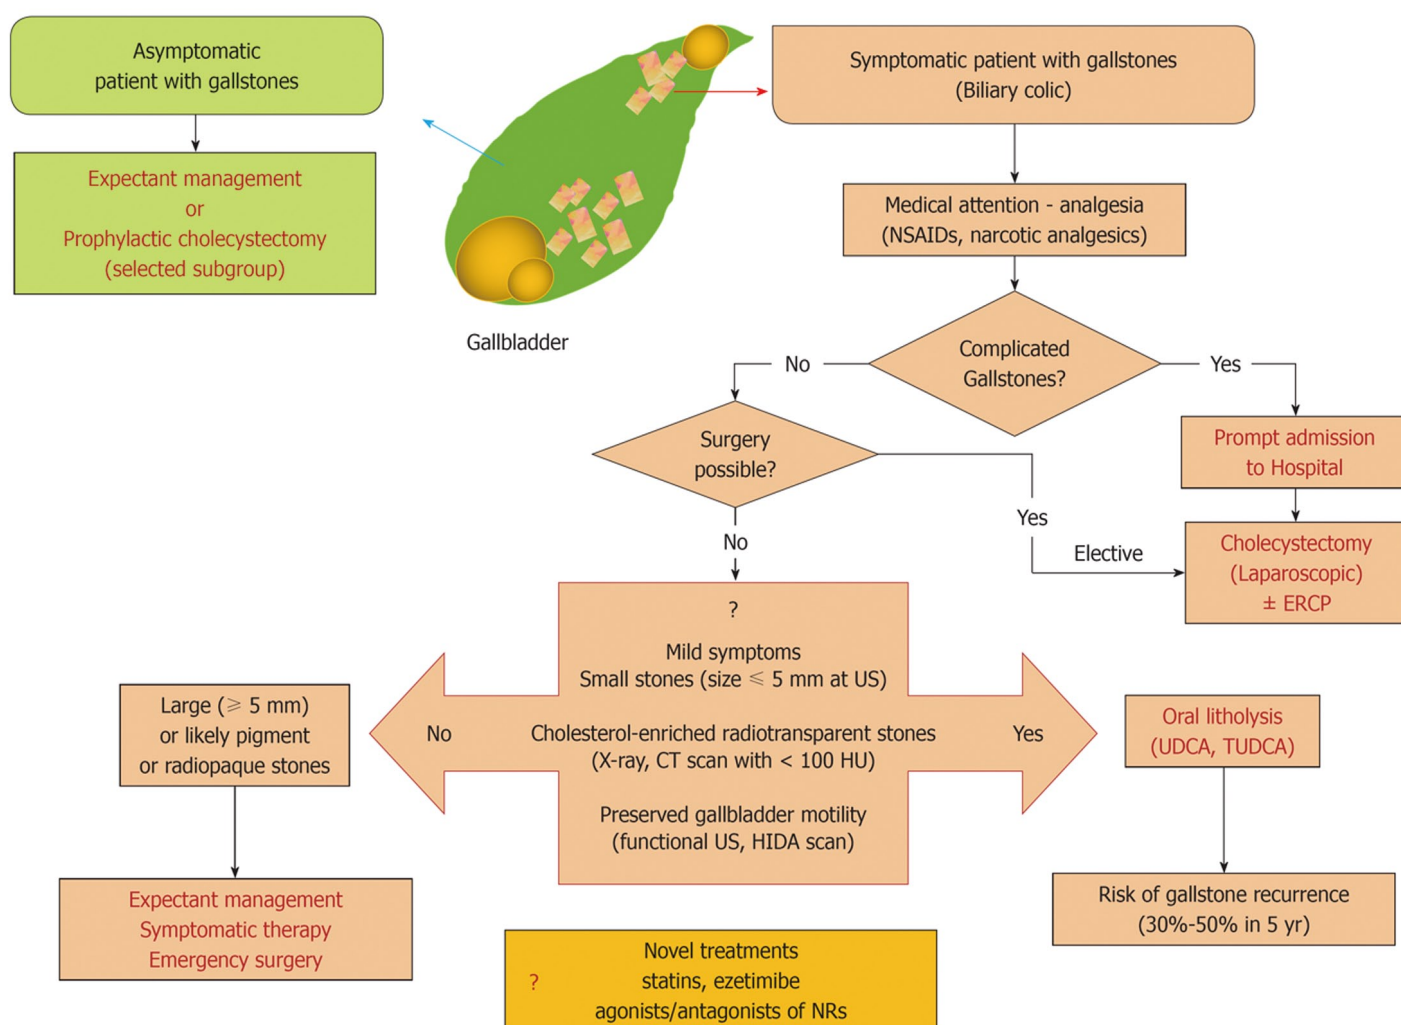 Asymptomatic
patient with gallstones
Expectant management
or
Prophylactic cholecystectomy
(selected subgroup)
Gallbladder
Symptomatic patient with gallstones
(Biliary colic)
Medical attention - analgesia
(NSAIDs, narcotic analgesics)
Complicated
Gallstones?
No
Yes
Surgery
possible?
Prompt admission
to Hospital
Yes
No
Elective
Cholecystectomy
(Laparoscopic)
± ERCP
?
Mild symptoms
Small stones (size ⩽ 5 mm at US)
Cholesterol-enriched radiotransparent stones
(X-ray, CT scan with < 100 HU)
Preserved gallbladder motility
(functional US, HIDA scan)
No
Yes
Large (⩾ 5 mm)
or likely pigment
or radiopaque stones
Expectant management
Symptomatic therapy
Emergency surgery
Oral litholysis
(UDCA, TUDCA)
Risk of gallstone recurrence
(30%-50% in 5 yr)
Novel treatments
? statins, ezetimibe
agonists/antagonists of NRs